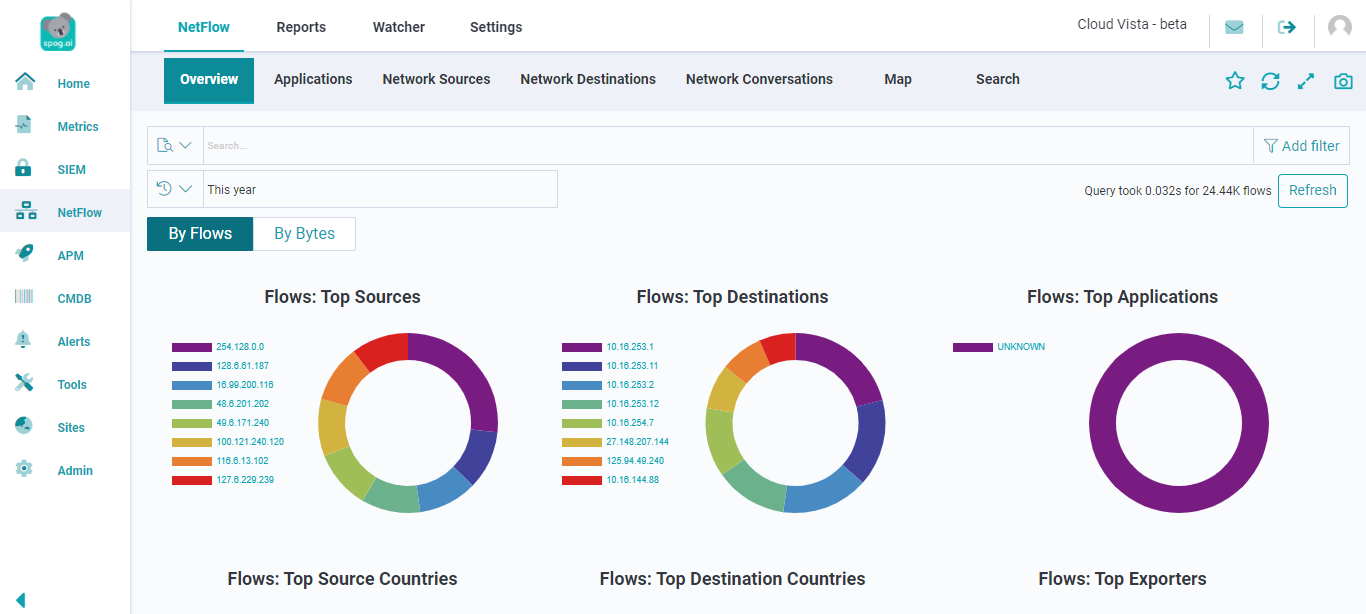 spog.ai
Home
Metrics
SIEM
NetFlow
APM
CMDB
Alerts
Tools
Sites
Admin
NetFlow Reports Watcher Settings
Cloud Vista - beta
Overview Applications Network Sources Network Destinations Network Conversations Map Search
Search...
Add filter
This year
Query took 0.032s for 24.44K flows
Refresh
By Flows By Bytes
Flows: Top Sources
254.128.0.0
128.6.61.187
16.99.200.116
48.6.201.202
49.6.171.240
100.121.240.120
116.6.13.102
127.6.229.239
Flows: Top Destinations
10.16.253.1
10.16.253.11
10.16.253.2
10.16.253.12
10.16.254.7
27.148.207.144
125.94.49.240
10.16.144.88
Flows: Top Applications
UNKNOWN
Flows: Top Source Countries
Flows: Top Destination Countries
Flows: Top Exporters